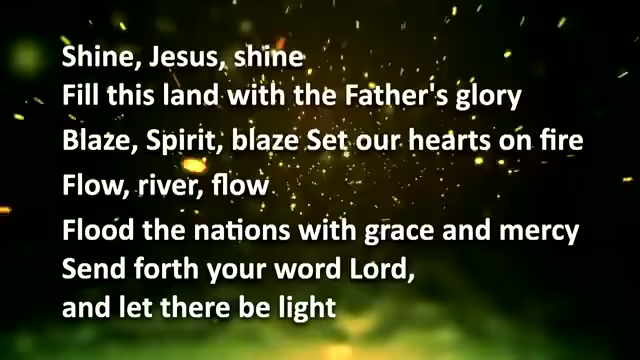 Shine, Jesus, shine
Fill this land with the Father's glory
Blaze, Spirit, blaze Set our hearts on fire
Flow, river, flow
Flood the nations with grace and mercy
Send forth your word Lord,
and let there be light